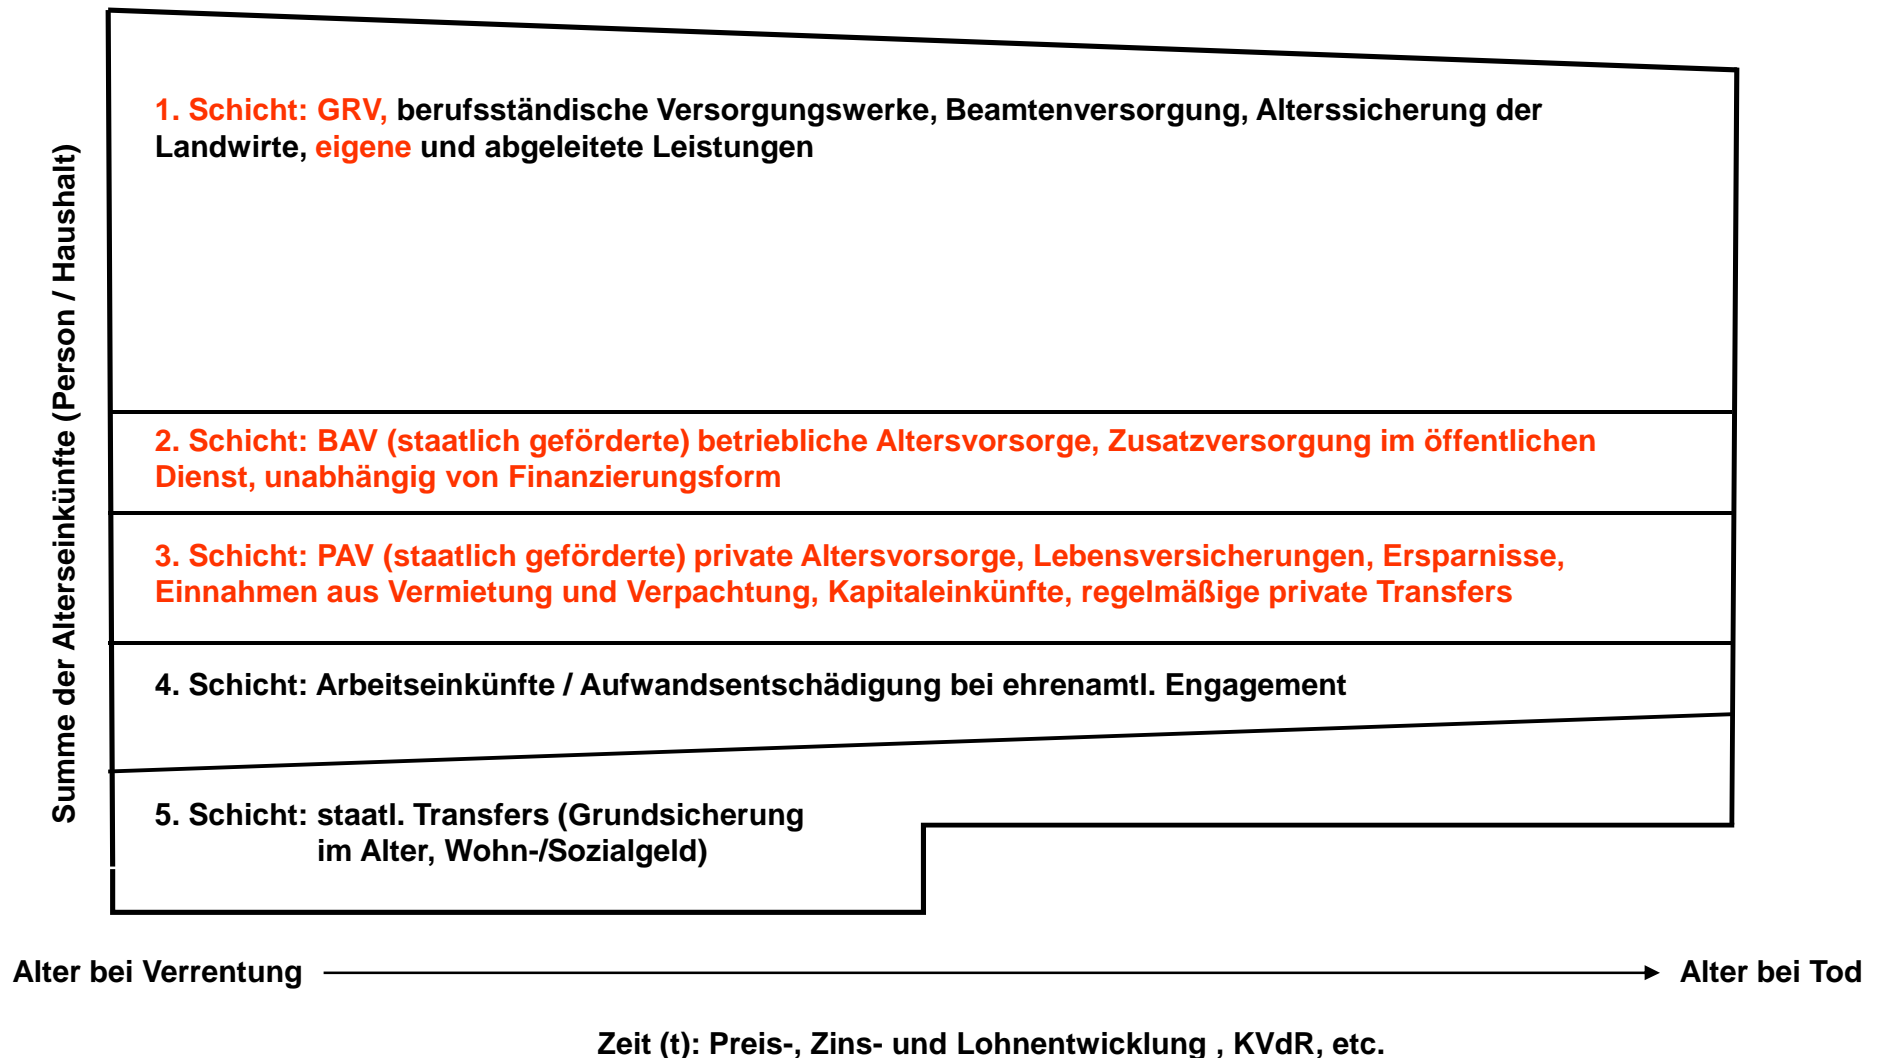 1. Schicht: GRV, berufsständische Versorgungswerke, Beamtenversorgung, Alterssicherung der
Landwirte, eigene und abgeleitete Leistungen
Summe der Alterseinkünfte (Person / Haushalt)
2. Schicht: BAV (staatlich geförderte) betriebliche Altersvorsorge, Zusatzversorgung im öffentlichen
Dienst, unabhängig von Finanzierungsform
3. Schicht: PAV (staatlich geförderte) private Altersvorsorge, Lebensversicherungen, Ersparnisse,
Einnahmen aus Vermietung und Verpachtung, Kapitaleinkünfte, regelmäßige private Transfers
4. Schicht: Arbeitseinkünfte / Aufwandsentschädigung bei ehrenamtl. Engagement
5. Schicht: staatl. Transfers (Grundsicherung
im Alter, Wohn-/Sozialgeld)
Alter bei Verrentung
Alter bei Tod
Zeit (t): Preis-, Zins- und Lohnentwicklung , KVdR, etc.